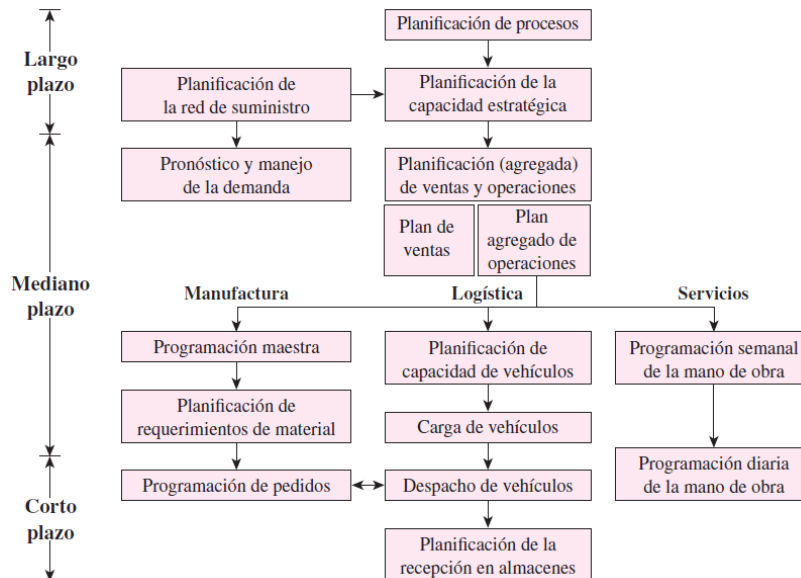 Planificación de procesos
Largo
plazo
Planificación de
la red de suministro
Planificación de la
capacidad estratégica
Pronóstico y manejo
de la demanda
Planificación (agregada)
de ventas y operaciones
Plan de
ventas
Plan
agregado de
operaciones
Mediano
plazo
Manufactura
Logística
Servicios
Programación maestra
Planificación de
capacidad de vehículos
Programación semanal
de la mano de obra
Planificación de
requerimientos de material
Carga de vehículos
Programación diaria
de la mano de obra
Corto
plazo
Programación de pedidos
Despacho de vehículos
Planificación de la
recepción en almacenes